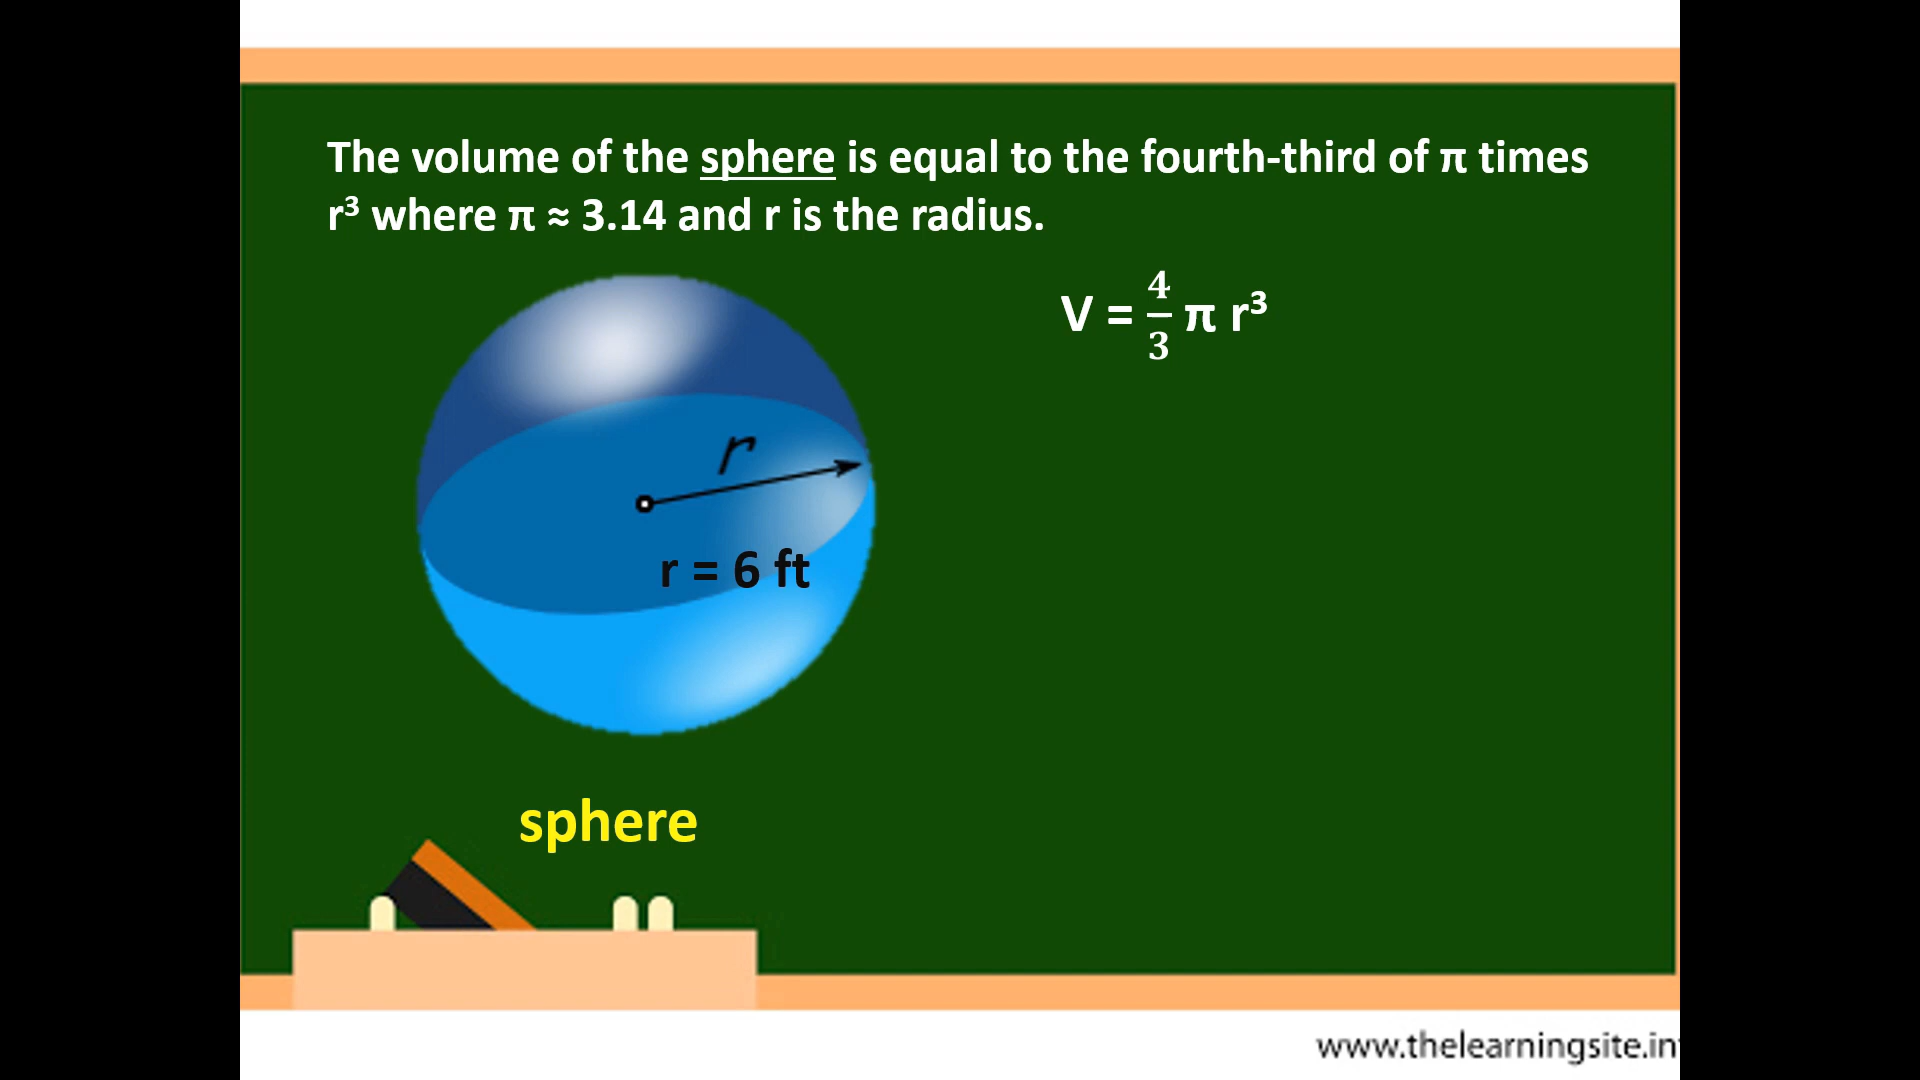 The volume of the sphere is equal to the fourth-third of π times
r³ where π ≈ 3.14 and r is the radius.
V = 4/3 π r³
r
r = 6 ft
sphere
www.thelearningsite.in